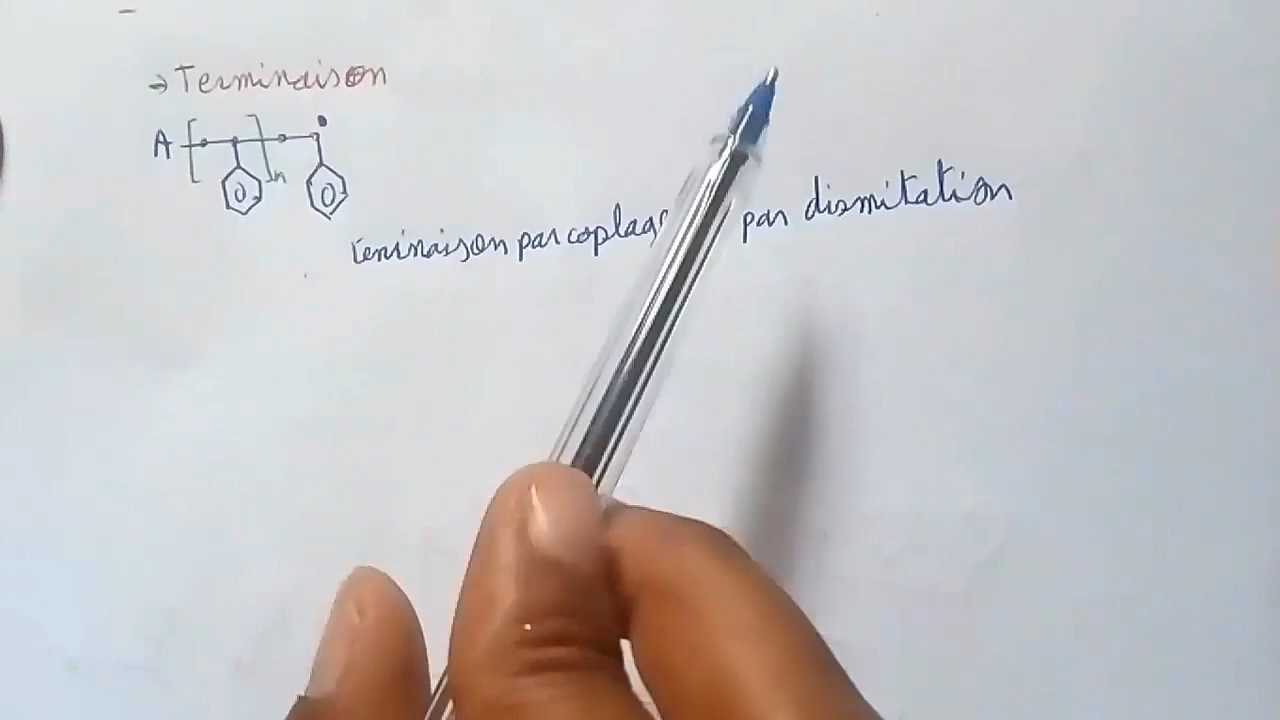 → Terminaison
A n
terminaison par coplage par dismitation